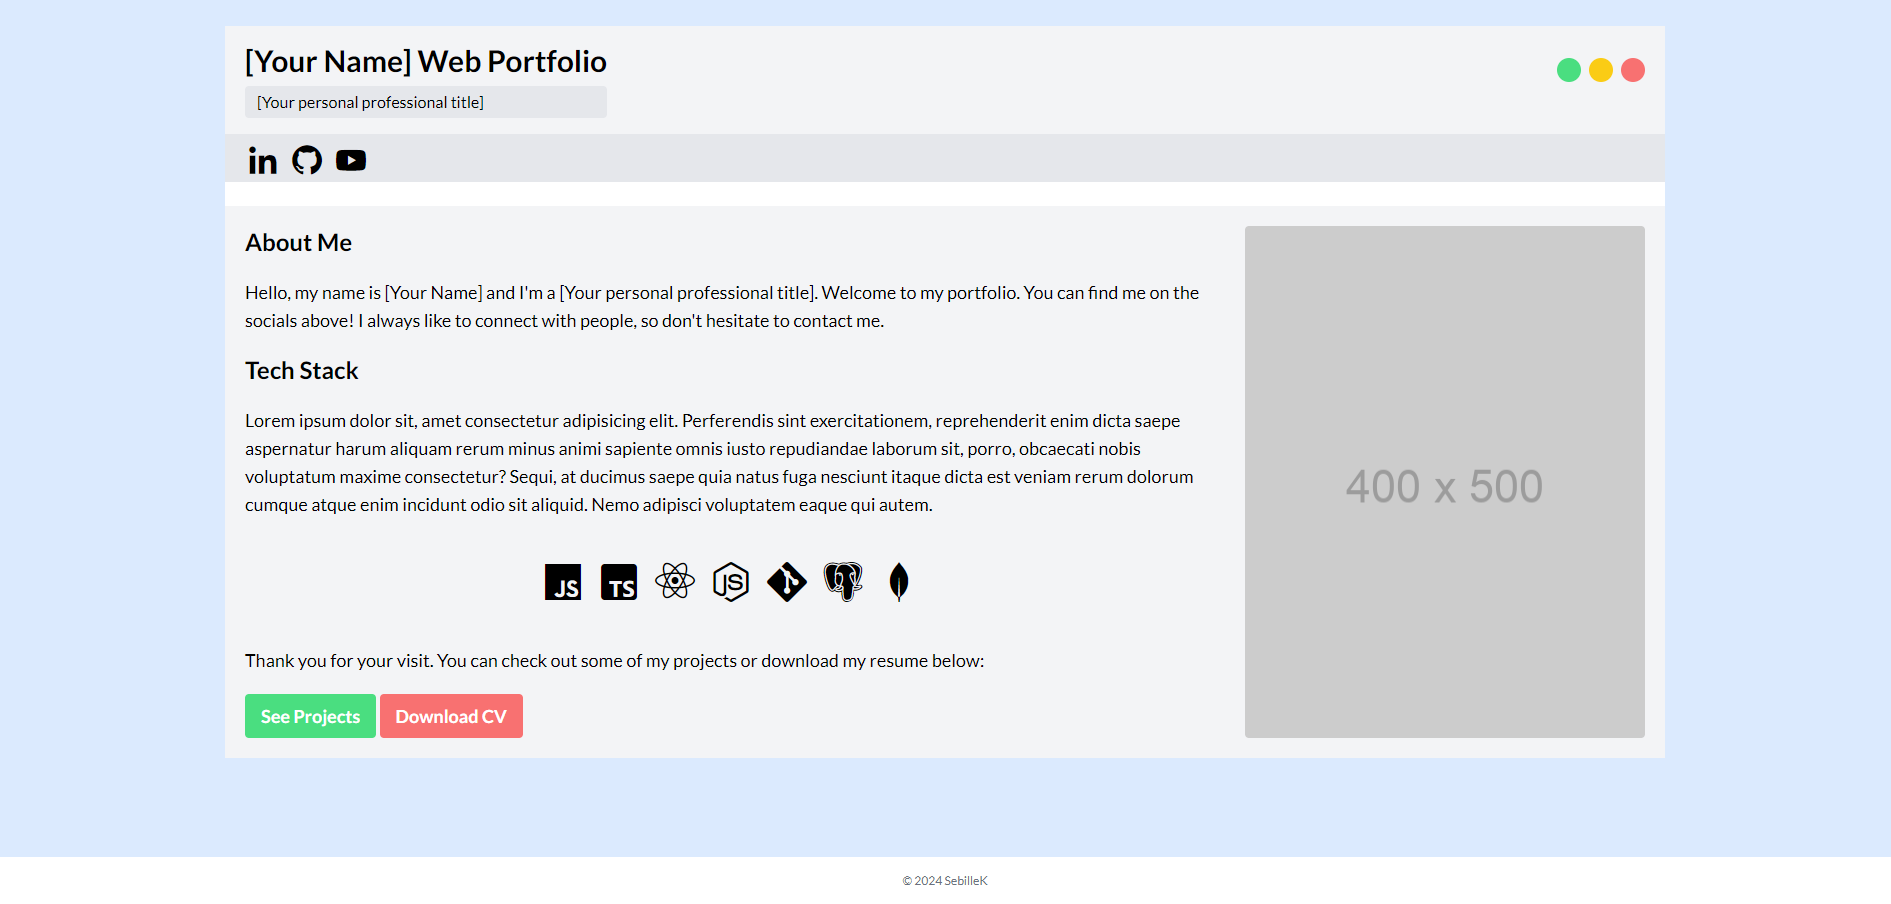 [Your Name] Web Portfolio
[Your personal professional title]
in
About Me
Hello, my name is [Your Name] and I'm a [Your personal professional title]. Welcome to my portfolio. You can find me on the
socials above! I always like to connect with people, so don't hesitate to contact me.
Tech Stack
Lorem ipsum dolor sit, amet consectetur adipisicing elit. Perferendis sint exercitationem, reprehenderit enim dicta saepe
aspernatur harum aliquam rerum minus animi sapiente omnis iusto repudiandae laborum sit, porro, obcaecati nobis
voluptatum maxime consectetur? Sequi, at ducimus saepe quia natus fuga nesciunt itaque dicta est veniam rerum dolorum
cumque atque enim incidunt odio sit aliquid. Nemo adipisci voluptatem eaque qui autem.
JS TS JS
Thank you for your visit. You can check out some of my projects or download my resume below:
See Projects Download CV
400 x 500
© 2024 SebilleK